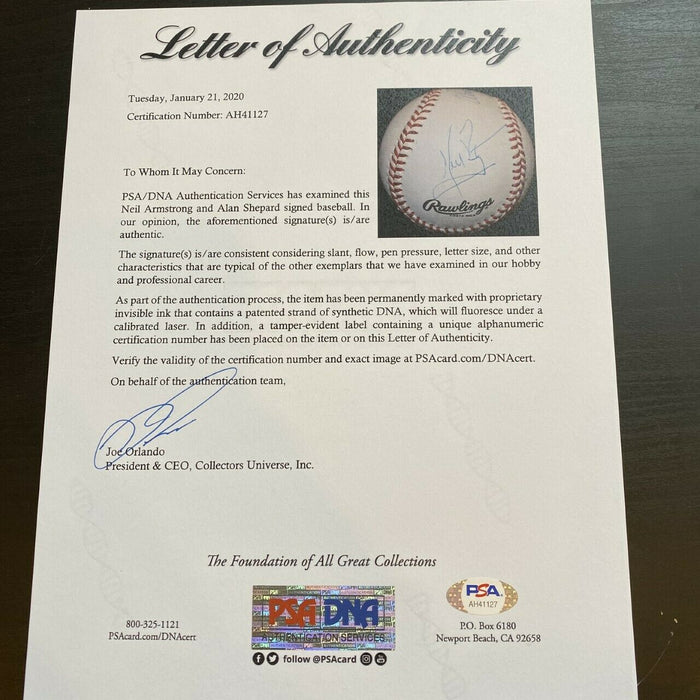 Letter of Authenticity
Tuesday, January 21, 2020
Certification Number: AH41127
Rawlings
To Whom It May Concern:
PSA/DNA Authentication Services has examined this
Neil Armstrong and Alan Shepard signed baseball. In
our opinion, the aforementioned signature(s) is/are
authentic.
The signature(s) is/are consistent considering slant, flow, pen pressure, letter size, and other
characteristics that are typical of the other exemplars that we have examined in our hobby
and professional career.
As part of the authentication process, the item has been permanently marked with proprietary
invisible ink that contains a patented strand of synthetic DNA, which will fluoresce under a
calibrated laser. In addition, a tamper-evident label containing a unique alphanumeric
certification number has been placed on the item or on this Letter of Authenticity.
Verify the validity of the certification number and exact image at PSAcard.com/DNAcert.
On behalf of the authentication team,
Joe Orlando
President & CEO, Collectors Universe, Inc.
The Foundation of All Great Collections
PSA DNA
AUTHENTICATION SERVICES
PSA
AH41127
800-325-1121
PSAcard.com/DNAcert
follow @PSAcard
P.O. Box 6180
Newport Beach, CA 92658